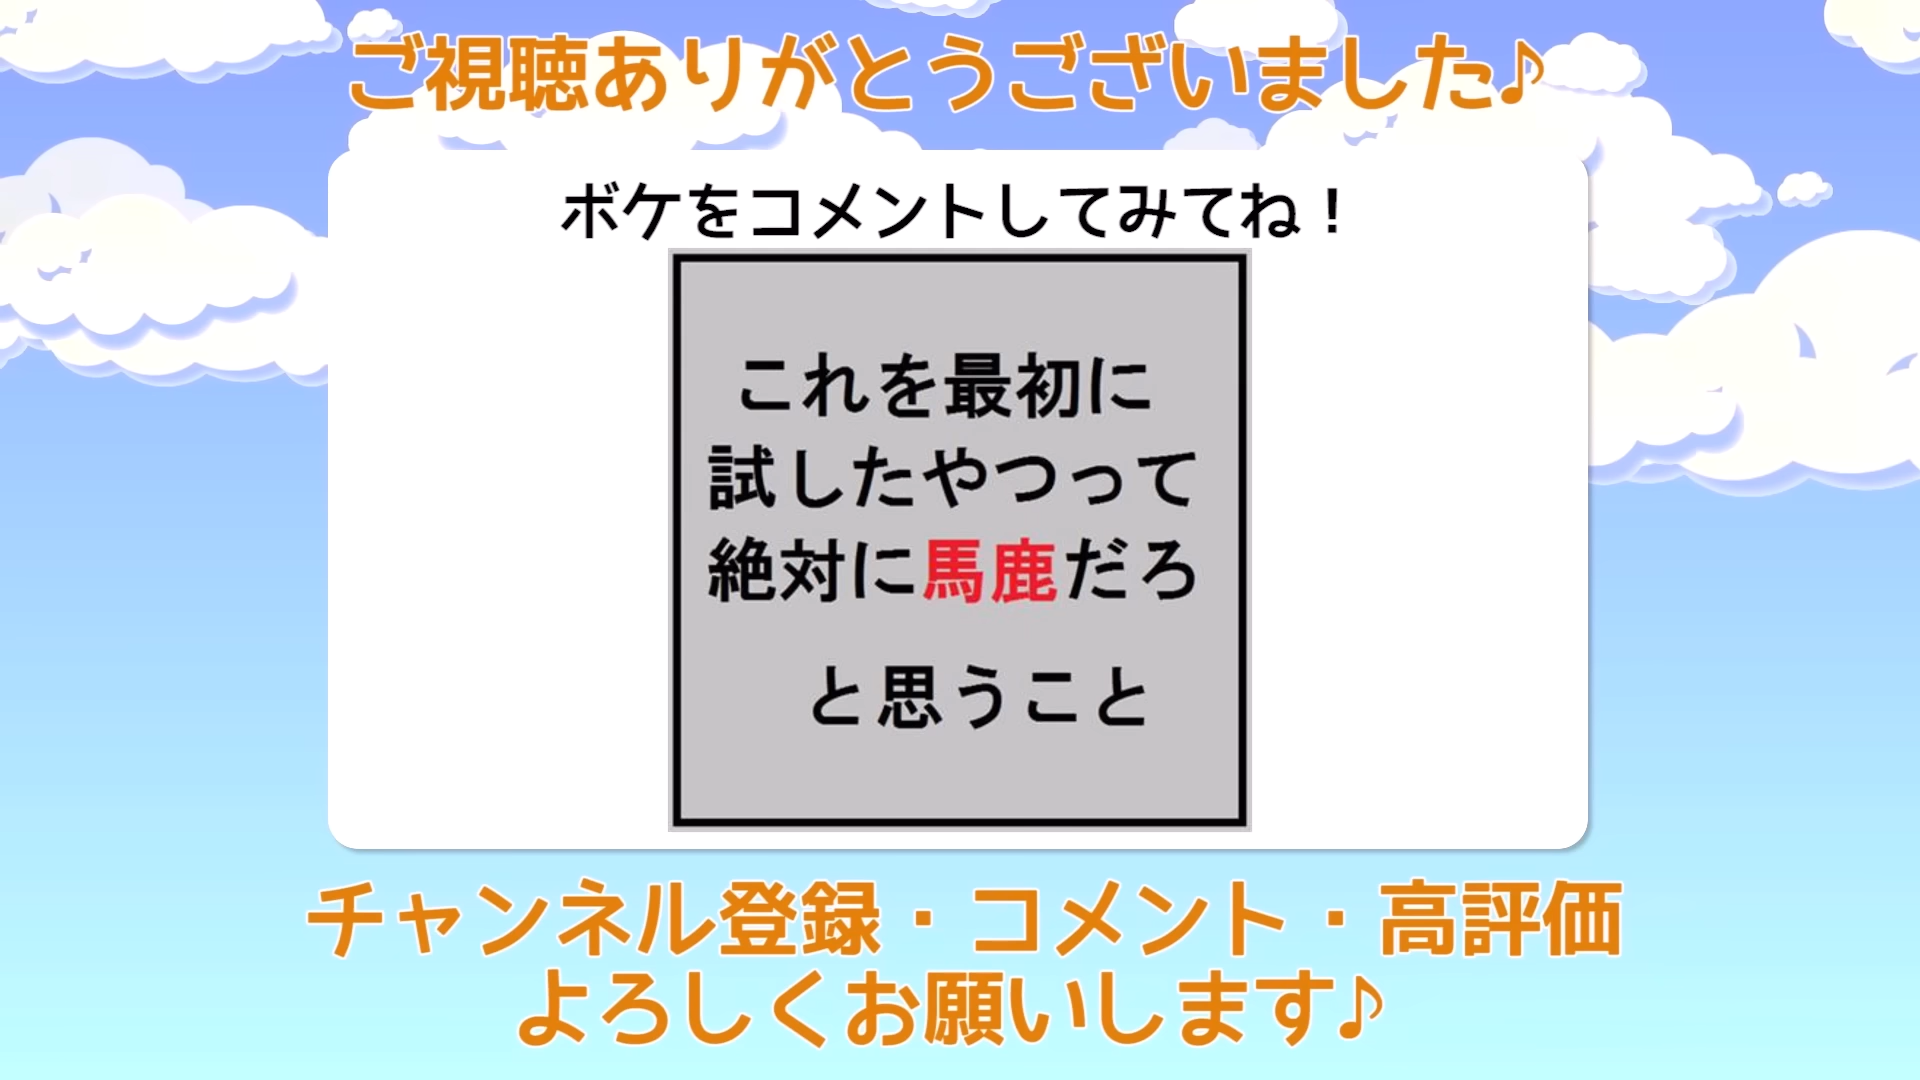 ご視聴ありがとうございました♪
ボケをコメントしてみてね！
これを最初に
試したやつって
絶対に馬鹿だろ
と思うこと
チャンネル登録・コメント・高評価
よろしくお願いします♪